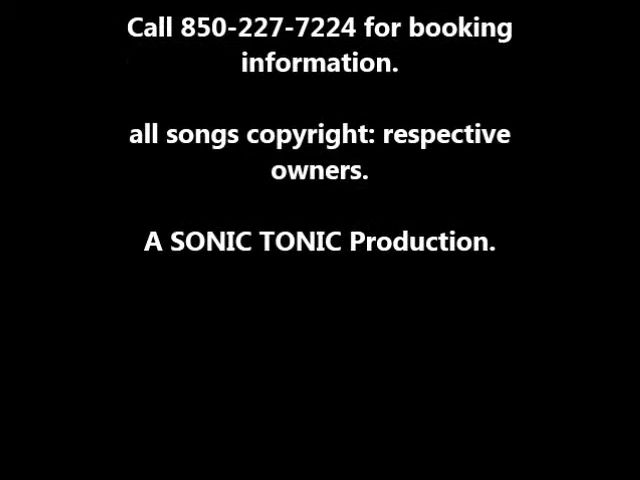 Call 850-227-7224 for booking
information.
all songs copyright: respective
owners.
A SONIC TONIC Production.